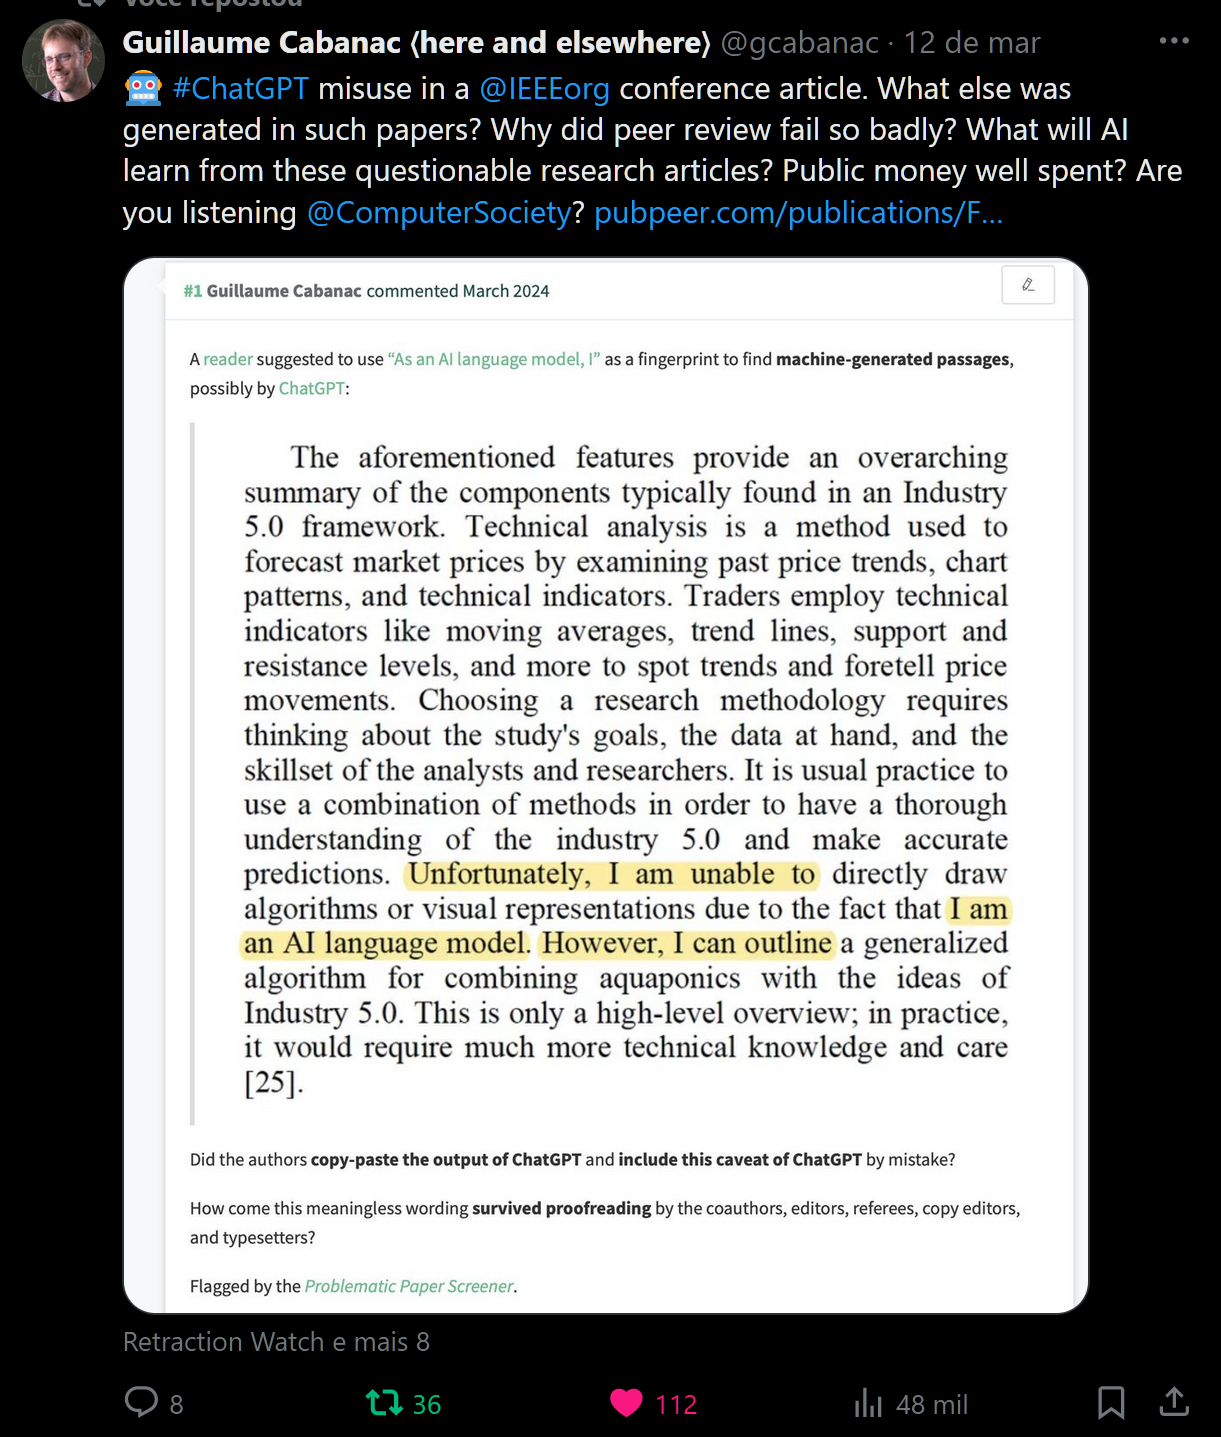 Você repostou
Guillaume Cabanac ⟨here and elsewhere⟩ @gcabanac · 12 de mar
#ChatGPT misuse in a @IEEEorg conference article. What else was
generated in such papers? Why did peer review fail so badly? What will AI
learn from these questionable research articles? Public money well spent? Are
you listening @ComputerSociety? pubpeer.com/publications/F...
#1 Guillaume Cabanac commented March 2024
A reader suggested to use “As an AI language model, I” as a fingerprint to find machine-generated passages,
possibly by ChatGPT:
The aforementioned features provide an overarching
summary of the components typically found in an Industry
5.0 framework. Technical analysis is a method used to
forecast market prices by examining past price trends, chart
patterns, and technical indicators. Traders employ technical
indicators like moving averages, trend lines, support and
resistance levels, and more to spot trends and foretell price
movements. Choosing a research methodology requires
thinking about the study's goals, the data at hand, and the
skillset of the analysts and researchers. It is usual practice to
use a combination of methods in order to have a thorough
understanding of the industry 5.0 and make accurate
predictions. Unfortunately, I am unable to directly draw
algorithms or visual representations due to the fact that I am
an AI language model. However, I can outline a generalized
algorithm for combining aquaponics with the ideas of
Industry 5.0. This is only a high-level overview; in practice,
it would require much more technical knowledge and care
[25].
Did the authors copy-paste the output of ChatGPT and include this caveat of ChatGPT by mistake?
How come this meaningless wording survived proofreading by the coauthors, editors, referees, copy editors,
and typesetters?
Flagged by the Problematic Paper Screener.
Retraction Watch e mais 8
8 36 112 48 mil